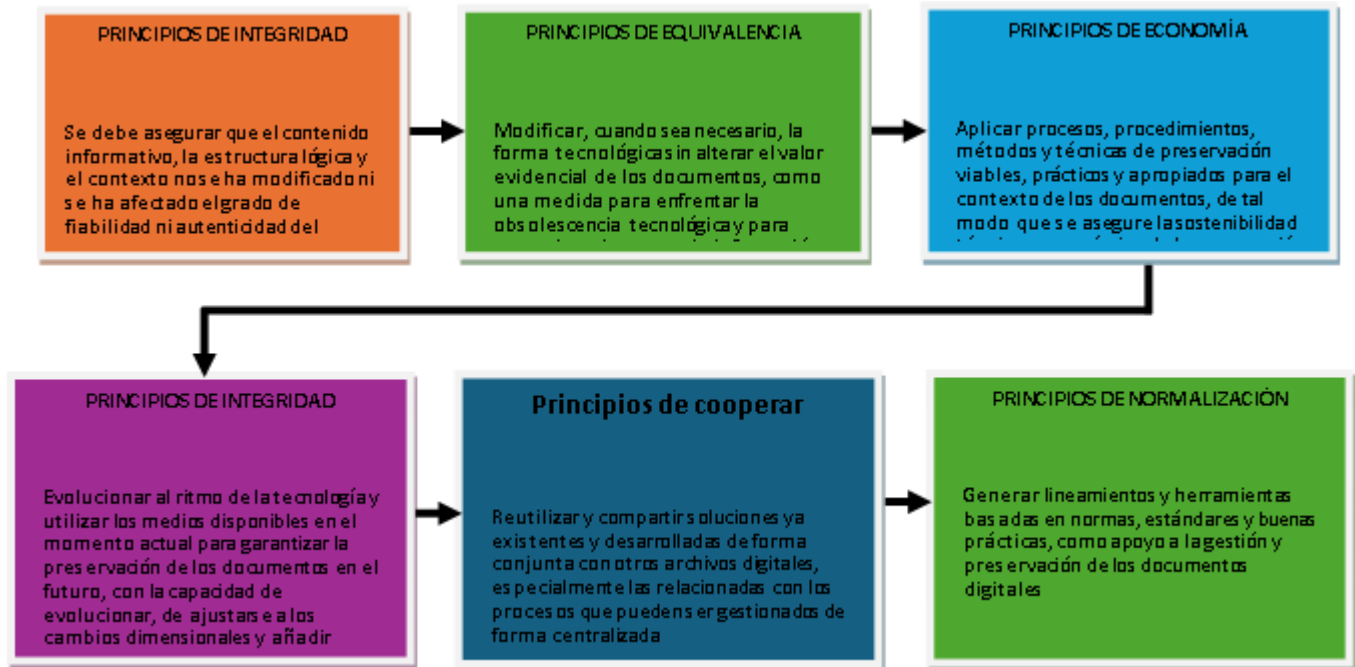 PRINCIPIOS DE INTEGRIDAD
Se debe asegurar que el contenido
informativo, la estructura lógica y
el contexto no se ha modificado ni
se ha afectado el grado de
fiabilidad ni autenticidad del
PRINCIPIOS DE EQUIVALENCIA
Modificar, cuando sea necesario, la
forma tecnológica sin alterar el valor
evidencial de los documentos, como
una medida para enfrentar la
obsolescencia tecnológica y para
PRINCIPIOS DE ECONOMÍA
Aplicar procesos, procedimientos,
métodos y técnicas de preservación
viables, prácticos y apropiados para el
contexto de los documentos, de tal
modo que se asegure la sostenibilidad
PRINCIPIOS DE INTEGRIDAD
Evolucionar al ritmo de la tecnología y
utilizar los medios disponibles en el
momento actual para garantizar la
preservación de los documentos en el
futuro, con la capacidad de
evolucionar, de ajustarse a los
cambios dimensionales y añadir
Principios de cooperar
Reutilizar y compartir soluciones ya
existentes y desarrolladas de forma
conjunta con otros archivos digitales,
especialmente las relacionadas con los
procesos que pueden ser gestionados de
forma centralizada
PRINCIPIOS DE NORMALIZACIÓN
Generar lineamientos y herramientas
basadas en normas, estándares y buenas
prácticas, como apoyo a la gestión y
preservación de los documentos
digitales